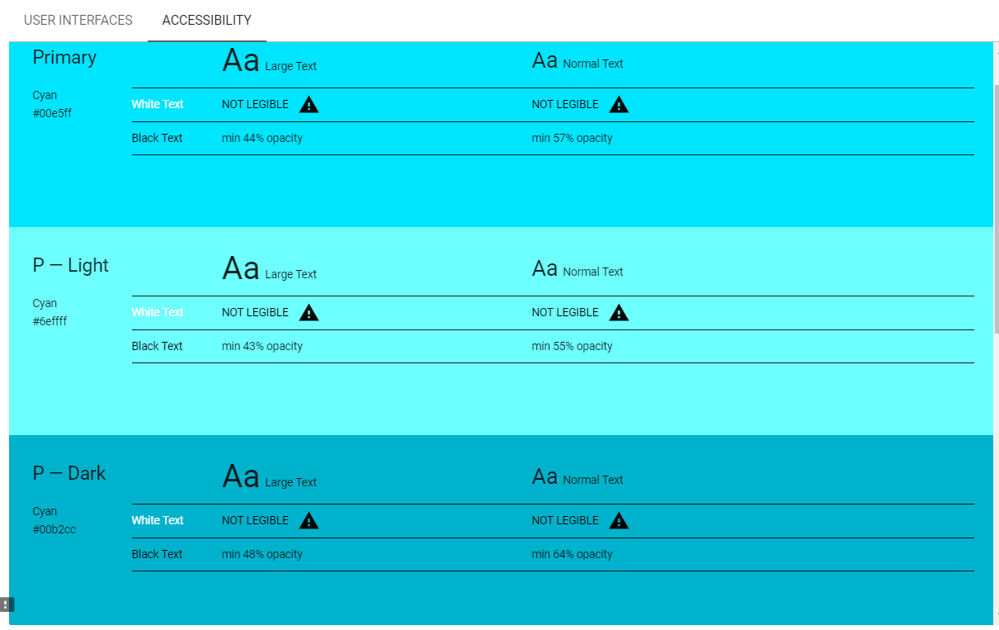 USER INTERFACES ACCESSIBILITY
Primary Aa Large Text Aa Normal Text
Cyan
#00e5ff
White Text NOT LEGIBLE NOT LEGIBLE
Black Text min 44% opacity min 57% opacity
P — Light Aa Large Text Aa Normal Text
Cyan
#6effff
White Text NOT LEGIBLE NOT LEGIBLE
Black Text min 43% opacity min 55% opacity
P — Dark Aa Large Text Aa Normal Text
Cyan
#00b2cc
White Text NOT LEGIBLE NOT LEGIBLE
Black Text min 48% opacity min 64% opacity